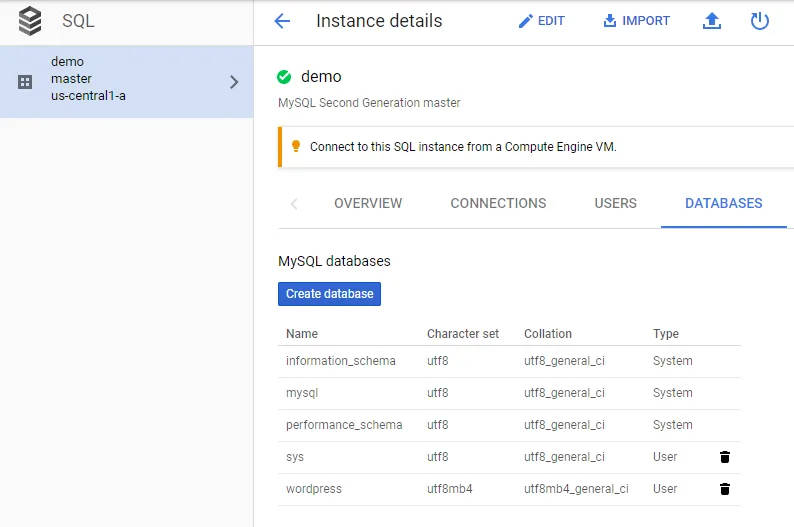 SQL
demo
master
us-central1-a
Instance details
EDIT
IMPORT
demo
MySQL Second Generation master
Connect to this SQL instance from a Compute Engine VM.
OVERVIEW CONNECTIONS USERS DATABASES
MySQL databases
Create database
Name Character set Collation Type
information_schema utf8 utf8_general_ci System
mysql utf8 utf8_general_ci System
performance_schema utf8 utf8_general_ci System
sys utf8 utf8_general_ci User
wordpress utf8mb4 utf8mb4_general_ci User